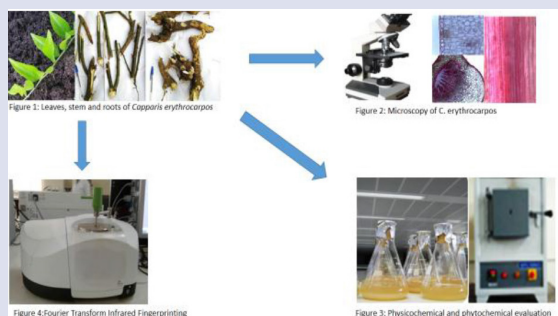 Figure 1: Leaves, stem and roots of Capparis erythrocarpos
Figure 2: Microscopy of C. erythrocarpos
Figure 4:Fourier Transform Infrared Fingerprinting
Figure 3: Physicochemical and phytochemical evaluation